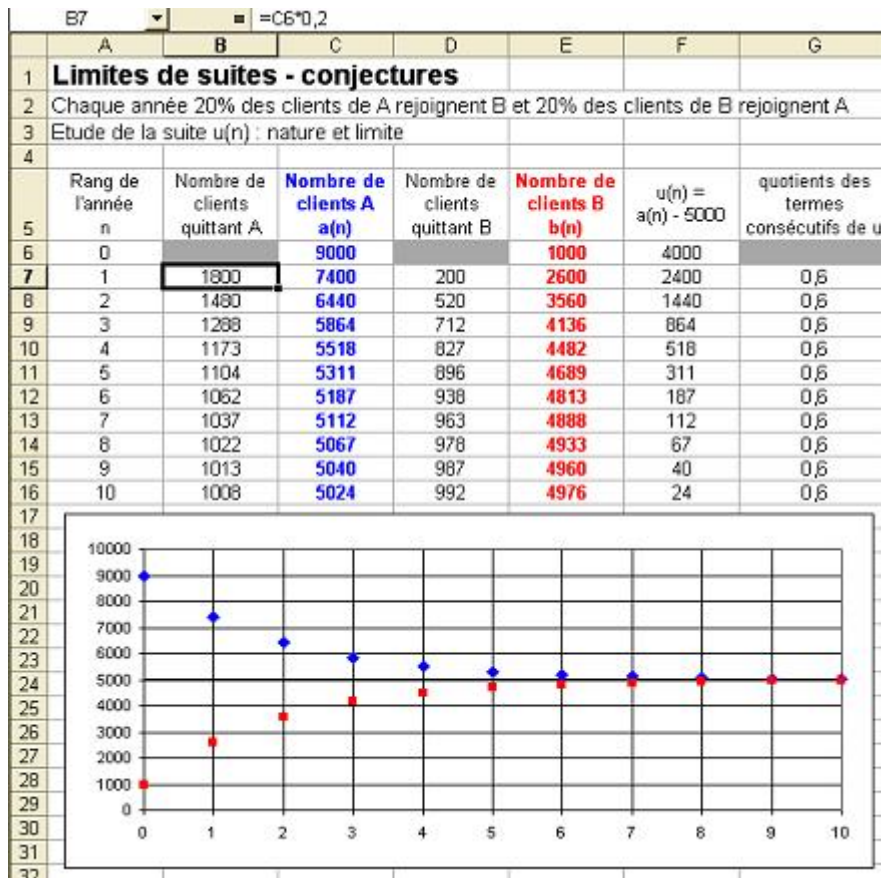 B7 =C6*0,2
A B C D E F G
1 Limites de suites - conjectures
2 Chaque année 20% des clients de A rejoignent B et 20% des clients de B rejoignent A
3 Etude de la suite u(n) : nature et limite
4
Rang de Nombre de Nombre de Nombre de Nombre de u(n) = quotients des
l'année clients clients A clients clients B a(n) - 5000 termes
5 n quittant A a(n) quittant B b(n) consécutifs de u
6 0 9000 1000 4000
7 1 1800 7400 200 2600 2400 0,6
8 2 1480 6440 520 3560 1440 0,6
9 3 1288 5864 712 4136 864 0,6
10 4 1173 5518 827 4482 518 0,6
11 5 1104 5311 896 4689 311 0,6
12 6 1062 5187 938 4813 187 0,6
13 7 1037 5112 963 4888 112 0,6
14 8 1022 5067 978 4933 67 0,6
15 9 1013 5040 987 4960 40 0,6
16 10 1008 5024 992 4976 24 0,6
17
18 10000
19 9000
20 8000
21 7000
22 6000
23 5000
24 4000
25 3000
26 2000
27 1000
28 0
29 0 1 2 3 4 5 6 7 8 9 10
30
31
32